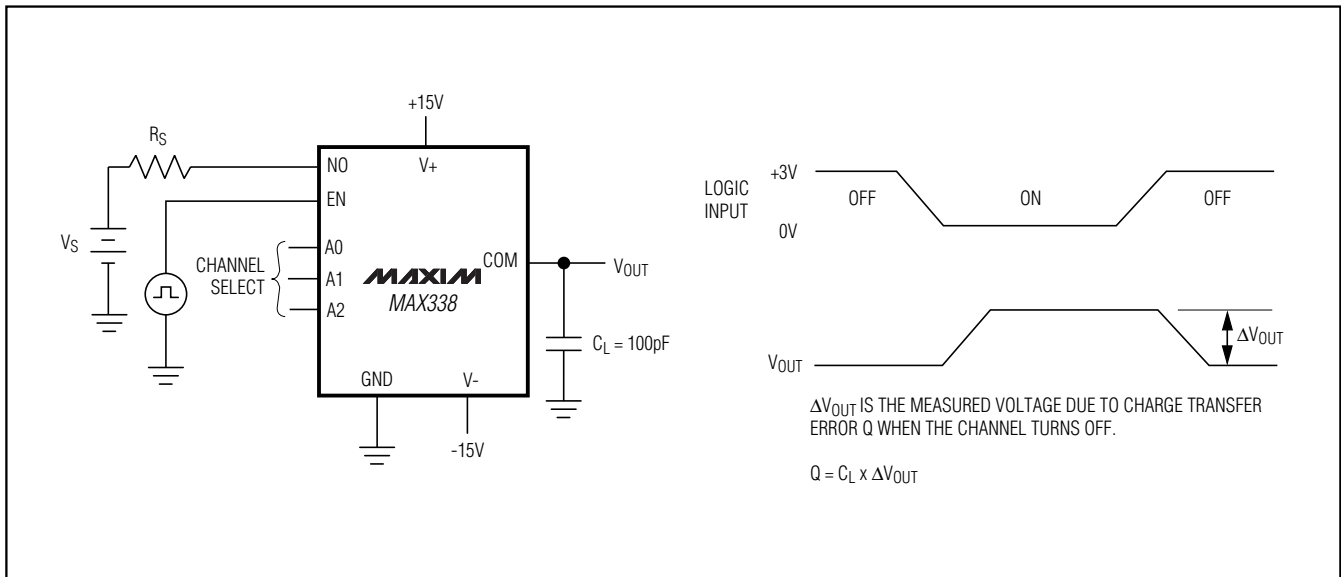 +15V
R_S
NO
V+
EN
V_S
A0
CHANNEL
SELECT
A1
A2
MAXIM
MAX338
COM
V_OUT
C_L = 100pF
GND
V-
-15V
LOGIC
INPUT
+3V
0V
OFF
ON
OFF
V_OUT
ΔV_OUT
ΔV_OUT IS THE MEASURED VOLTAGE DUE TO CHARGE TRANSFER
ERROR Q WHEN THE CHANNEL TURNS OFF.
Q = C_L x ΔV_OUT